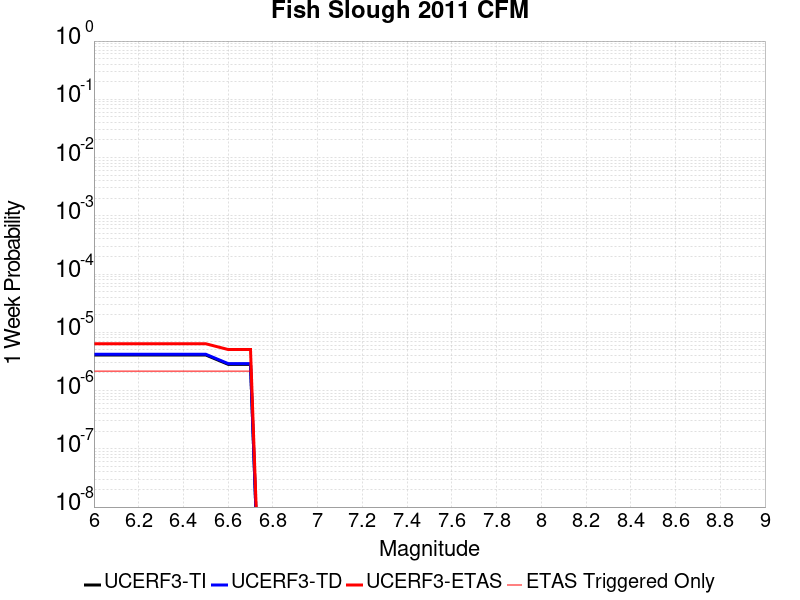 Fish Slough 2011 CFM
10^0
10^-1
10^-2
10^-3
10^-4
10^-5
10^-6
10^-7
10^-8
1 Week Probability
6 6.2 6.4 6.6 6.8 7 7.2 7.4 7.6 7.8 8 8.2 8.4 8.6 8.8 9
Magnitude
UCERF3-TI UCERF3-TD UCERF3-ETAS ETAS Triggered Only